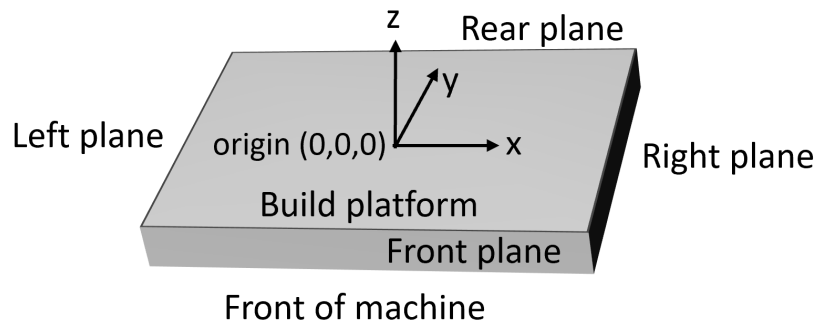 z
Rear plane
y
Left plane
origin (0,0,0)
x
Right plane
Build platform
Front plane
Front of machine